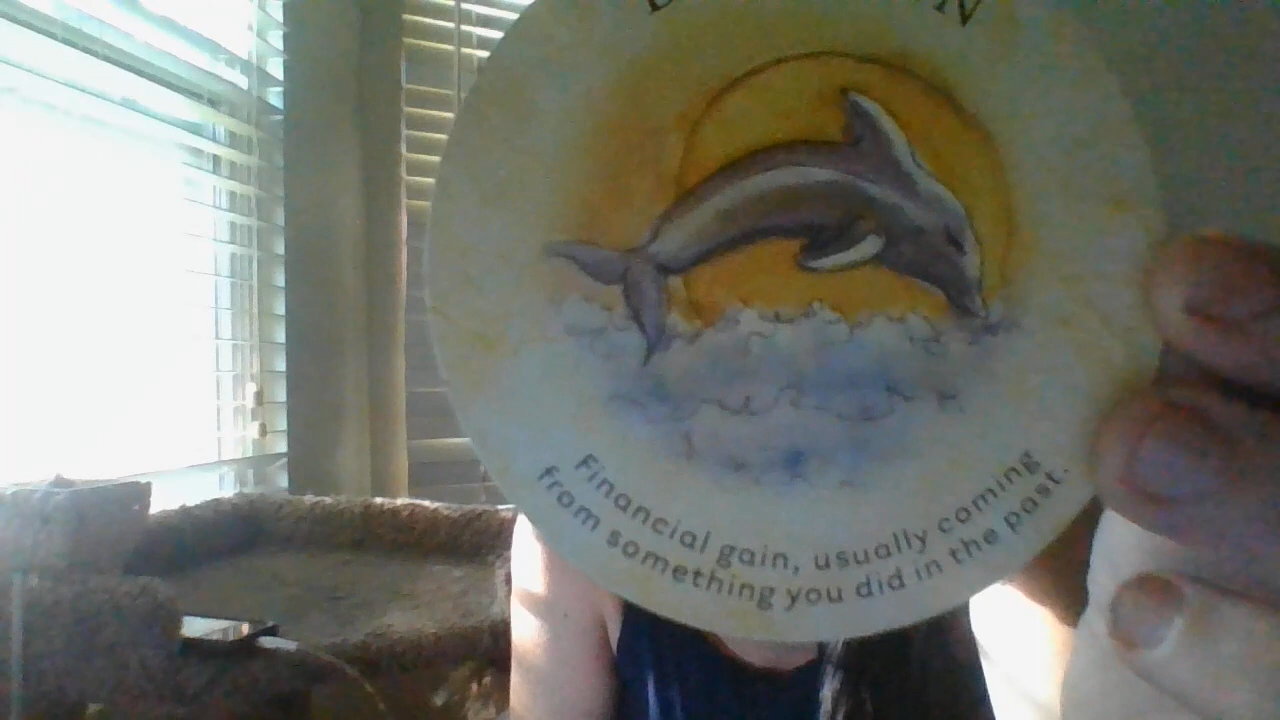 Financial gain, usually coming
from something you did in the past.